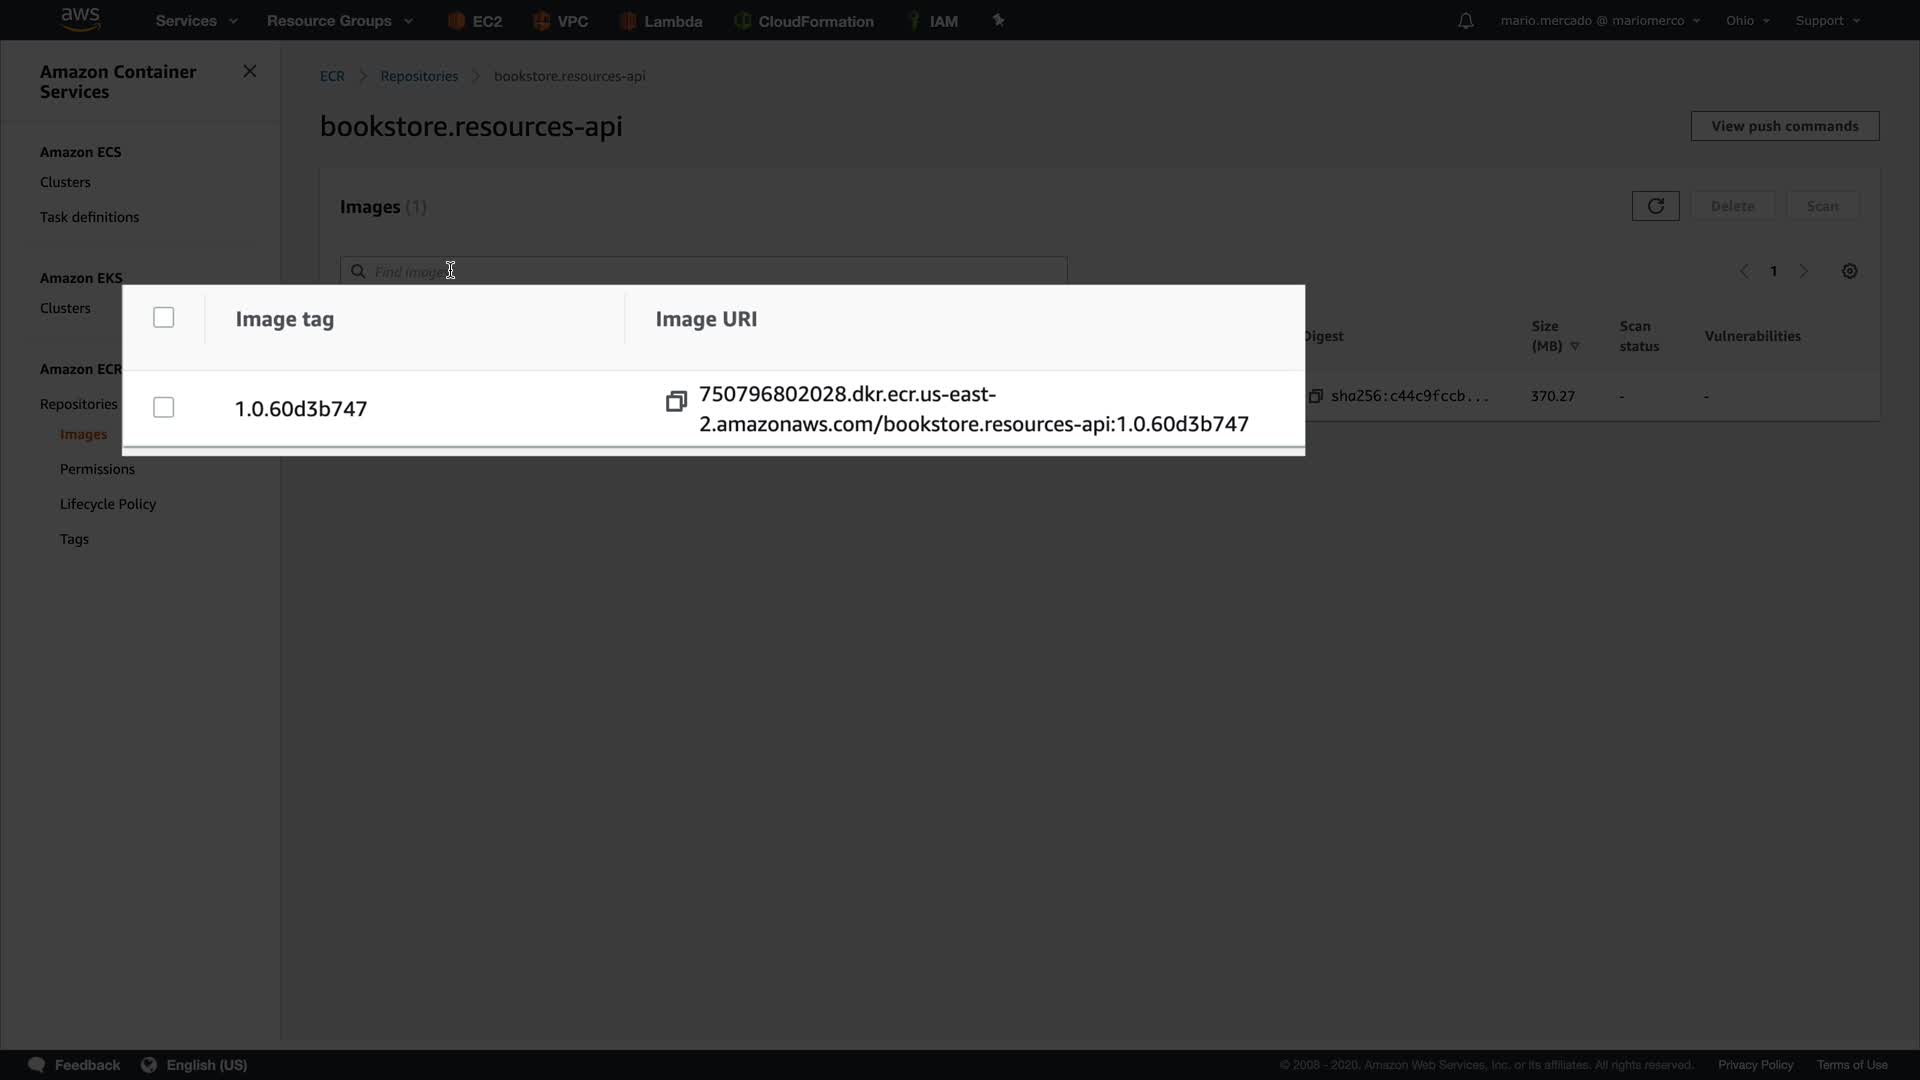 aws
Services
Resource Groups
EC2
VPC
Lambda
CloudFormation
IAM
mario.mercado @ mariomerco
Ohio
Support
Amazon Container
Services
Amazon ECS
Clusters
Task definitions
Amazon EKS
Clusters
Amazon ECR
Repositories
Images
Permissions
Lifecycle Policy
Tags
ECR
Repositories
bookstore.resources-api
bookstore.resources-api
View push commands
Images (1)
Delete
Scan
Find images
1
Image tag
Image URI
Digest
Size
(MB)
Scan
status
Vulnerabilities
1.0.60d3b747
750796802028.dkr.ecr.us-east-
2.amazonaws.com/bookstore.resources-api:1.0.60d3b747
sha256:c44c9fccb...
370.27
-
-
Feedback
English (US)
© 2008 - 2020, Amazon Web Services, Inc. or its affiliates. All rights reserved.
Privacy Policy
Terms of Use